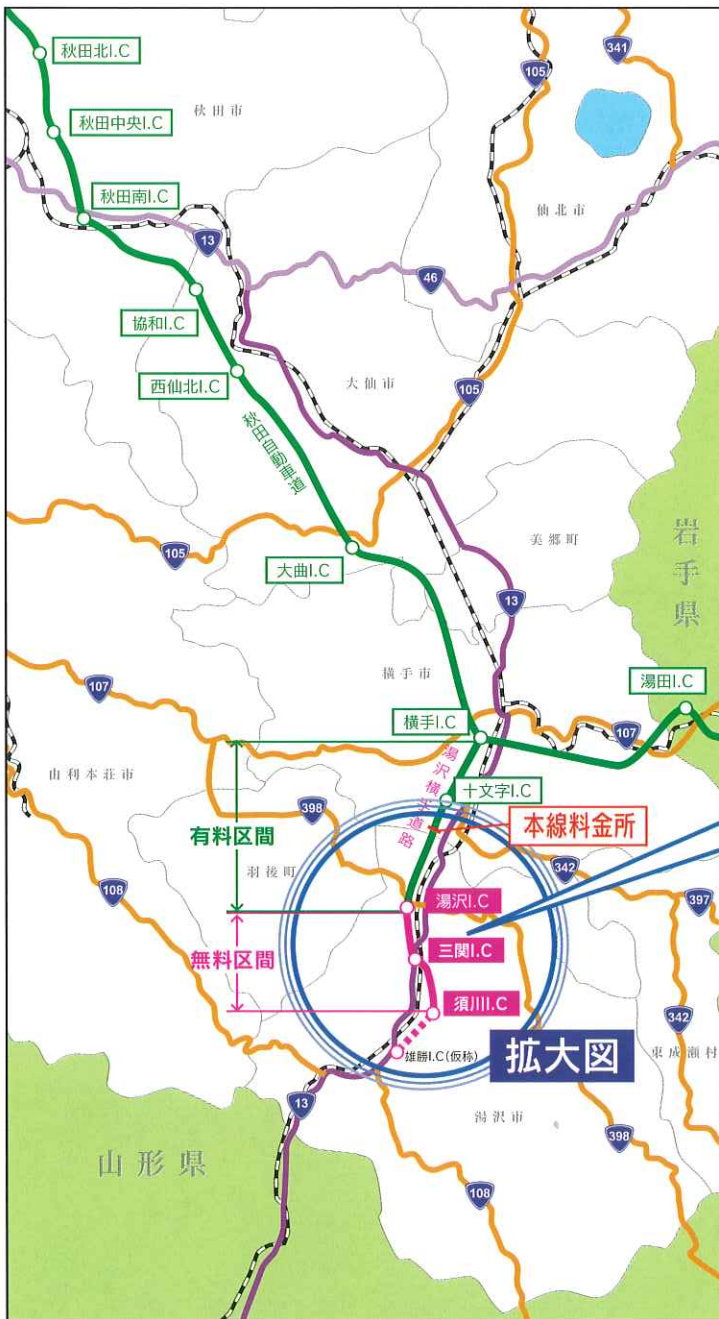 秋田北I.C
341
105
秋田市
秋田中央I.C
仙北市
秋田南I.C
13
46
協和I.C
西仙北I.C
大仙市
105
秋田自動車道
105
大曲I.C
美郷町
岩手県
13
横手市
湯田I.C
107
横手I.C
107
由利本荘市
湯沢横手道路
十文字I.C
398
本線料金所
有料区間
羽後町
342
108
397
湯沢I.C
無料区間
三関I.C
須川I.C
342
雄勝I.C(仮称)
拡大図
東成瀬村
13
湯沢市
398
山形県
108